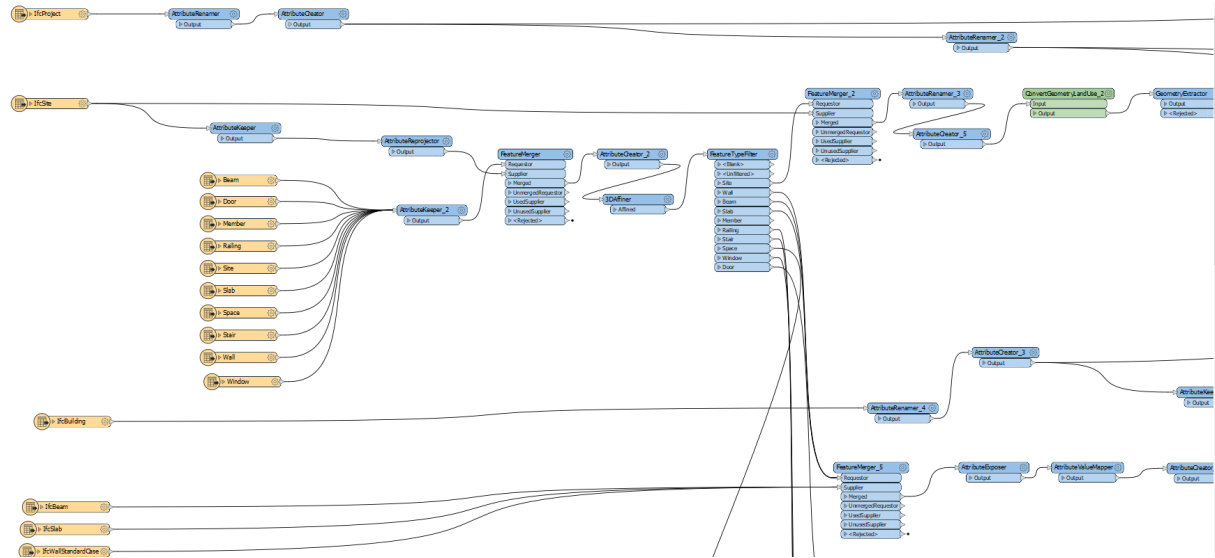 IfcProject
AttributeRenamer
Output
AttributeCreator
Output
AttributeRenamer_2
Output
IfcSite
AttributeKeeper
Output
AttributeReprojector
Output
FeatureMerger
Requestor
Supplier
Merged
UnmergedRequestor
UsedSupplier
UnusedSupplier
<Rejected>
AttributeCreator_2
Output
3DAffiner
Affined
FeatureTypeFilter
<Blank>
<Unfiltered>
Site
Wall
Beam
Slab
Member
Railing
Stair
Space
Window
Door
FeatureMerger_2
Requestor
Supplier
Merged
UnmergedRequestor
UsedSupplier
UnusedSupplier
<Rejected>
AttributeRenamer_3
Output
AttributeCreator_5
Output
ConvertGeometryLandUse_2
Input
Output
GeometryExtractor
Output
<Rejected>
Beam
Door
Member
Railing
Site
Slab
Space
Stair
Wall
Window
AttributeKeeper_2
Output
AttributeCreator_3
Output
AttributeKee
Output
IfcBuilding
AttributeRenamer_4
Output
FeatureMerger_5
Requestor
Supplier
Merged
UnmergedRequestor
UsedSupplier
UnusedSupplier
<Rejected>
AttributeExposer
Output
AttributeValueMapper
Output
AttributeCreator
Output
IfcBeam
IfcSlab
IfcWallStandardCase